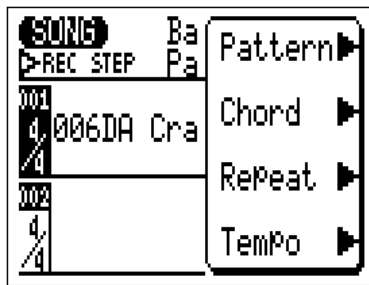 SONG Ba
REC STEP Pa
001
4/4 006DA Cra
002
4/4
Pattern
Chord
Repeat
Tempo